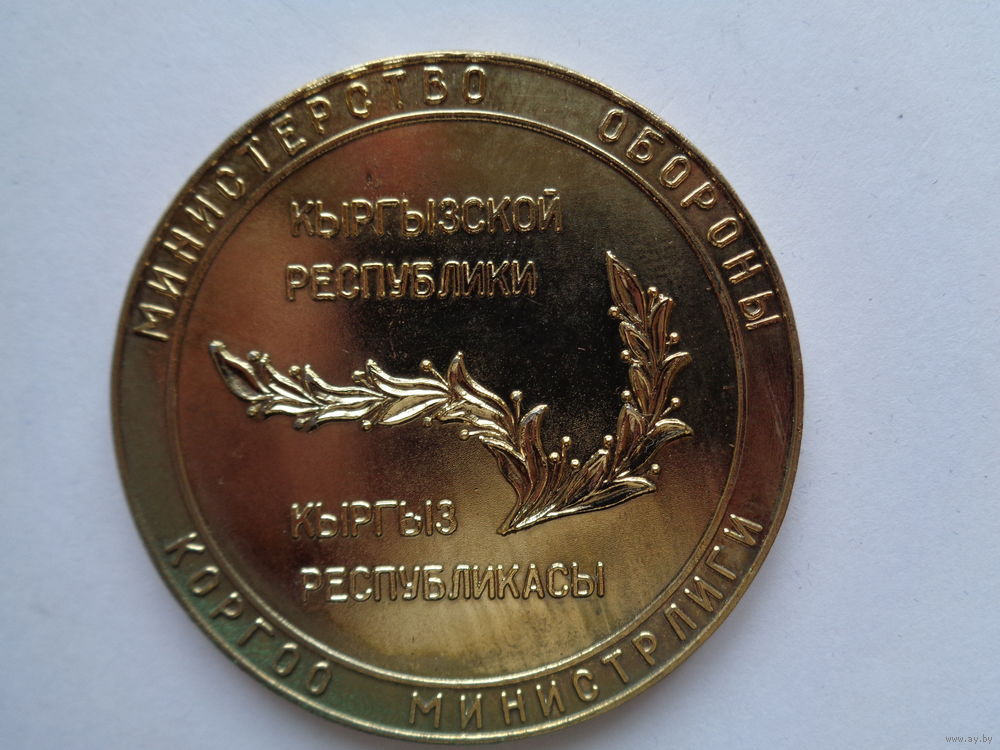 МИНИСТЕРСТВО ОБОРОНЫ
КЫРГЫЗСКОЙ
РЕСПУБЛИКИ
КЫРГЫЗ
РЕСПУБЛИКАСЫ
КОРГОО МИНИСТРЛИГИ
www.ay.by